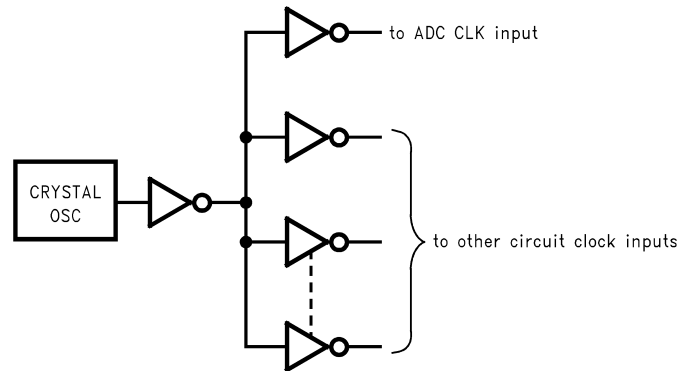 to ADC CLK input
CRYSTAL
OSC
to other circuit clock inputs